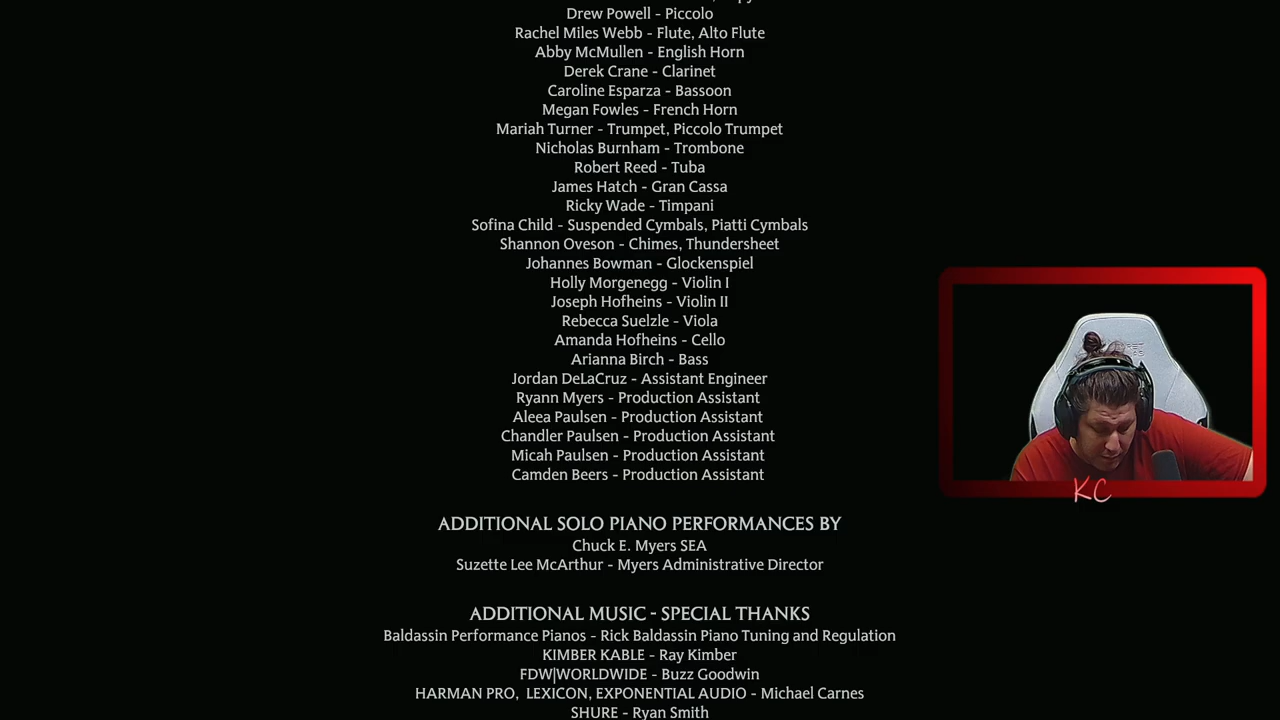 Drew Powell - Piccolo
Rachel Miles Webb - Flute, Alto Flute
Abby McMullen - English Horn
Derek Crane - Clarinet
Caroline Esparza - Bassoon
Megan Fowles - French Horn
Mariah Turner - Trumpet, Piccolo Trumpet
Nicholas Burnham - Trombone
Robert Reed - Tuba
James Hatch - Gran Cassa
Ricky Wade - Timpani
Sofina Child - Suspended Cymbals, Piatti Cymbals
Shannon Oveson - Chimes, Thundersheet
Johannes Bowman - Glockenspiel
Holly Morgenegg - Violin I
Joseph Hofheins - Violin II
Rebecca Suelzle - Viola
Amanda Hofheins - Cello
Arianna Birch - Bass
Jordan DeLaCruz - Assistant Engineer
Ryann Myers - Production Assistant
Aleea Paulsen - Production Assistant
Chandler Paulsen - Production Assistant
Micah Paulsen - Production Assistant
Camden Beers - Production Assistant
ADDITIONAL SOLO PIANO PERFORMANCES BY
Chuck E. Myers SEA
Suzette Lee McArthur - Myers Administrative Director
ADDITIONAL MUSIC - SPECIAL THANKS
Baldassin Performance Pianos - Rick Baldassin Piano Tuning and Regulation
KIMBER KABLE - Ray Kimber
FDW|WORLDWIDE - Buzz Goodwin
HARMAN PRO, LEXICON, EXPONENTIAL AUDIO - Michael Carnes
SHURE - Ryan Smith
KC